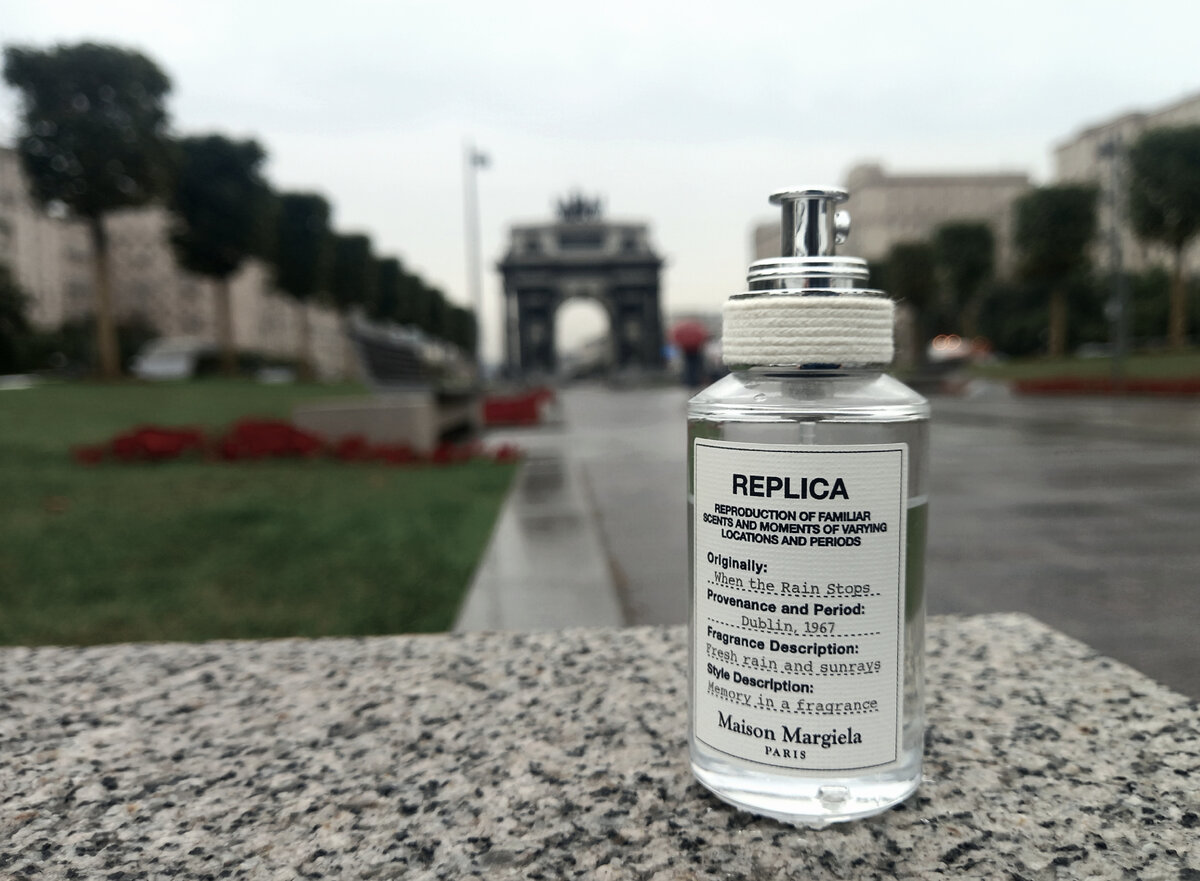 REPLICA
REPRODUCTION OF FAMILIAR
SCENTS AND MOMENTS OF VARYING
LOCATIONS AND PERIODS
Originally:
When the Rain Stops
Provenance and Period:
Dublin, 1967
Fragrance Description:
Fresh rain and sunrays
Style Description:
Memory in a fragrance
Maison Margiela
PARIS